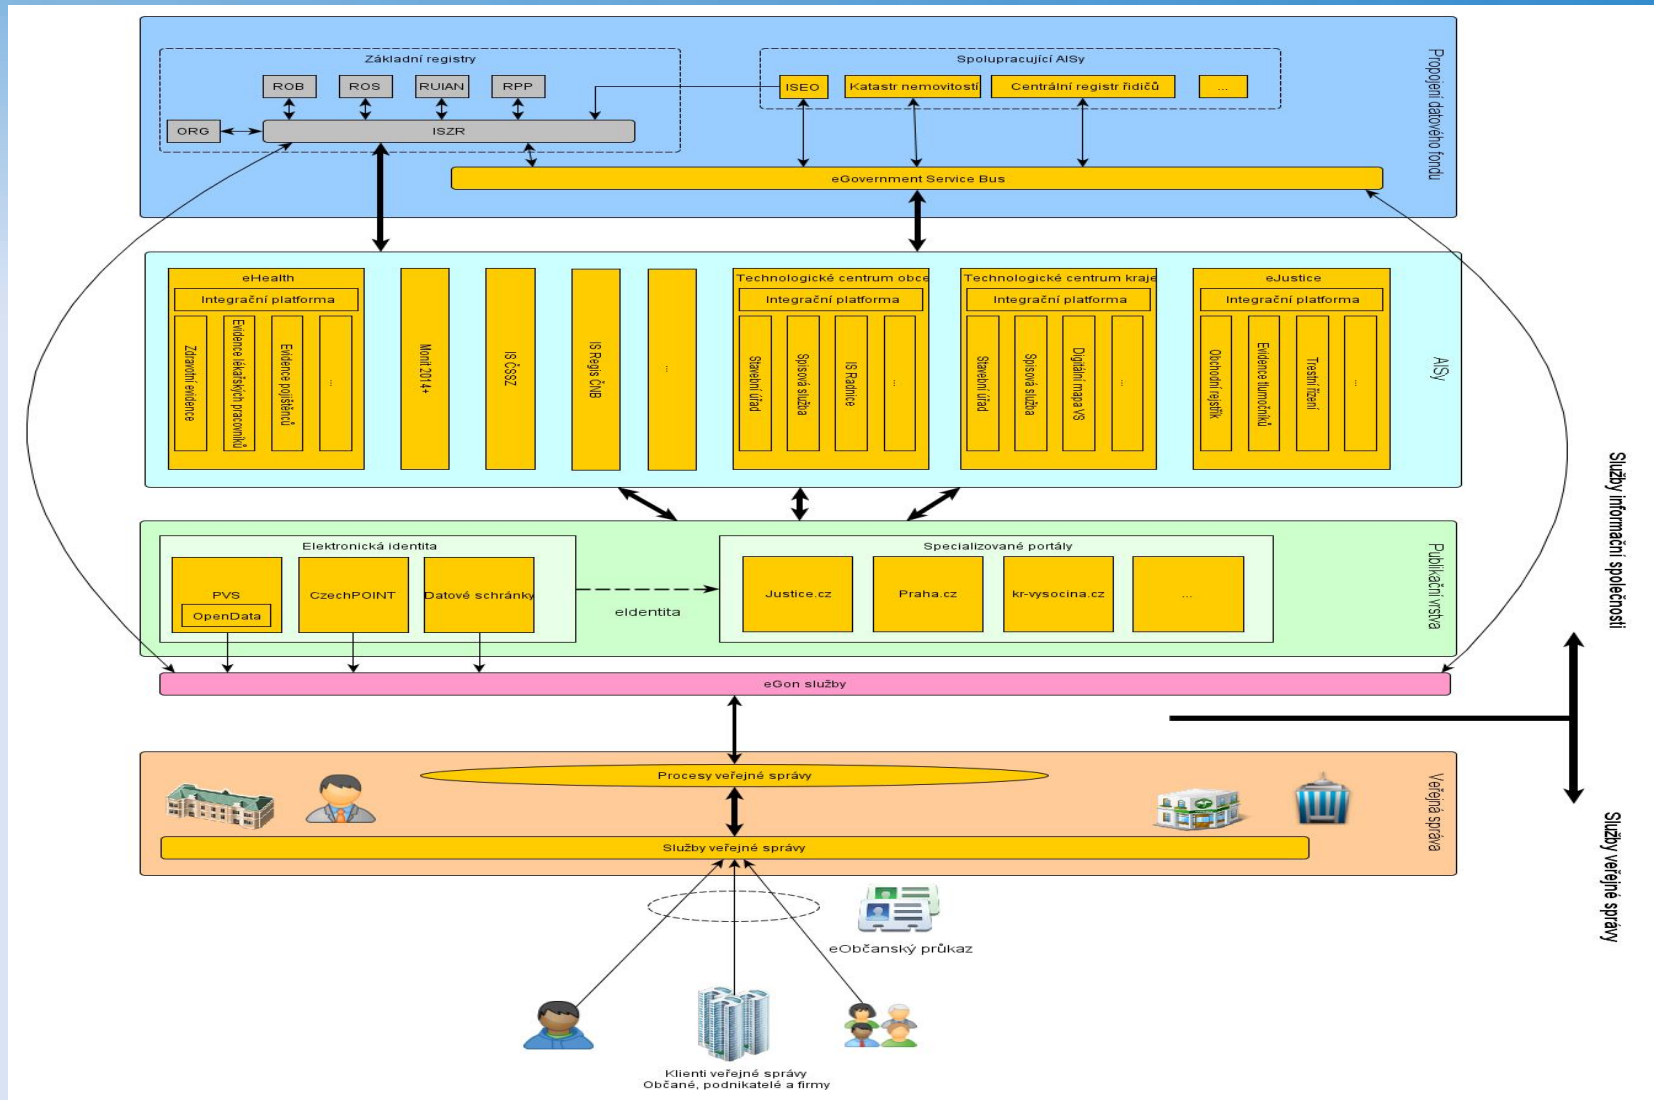 Propojení datového fondu
Základní registry
ROB
ROS
RUIAN
RPP
ORG
ISZR
Spolupracující AISy
ISEO
Katastr nemovitostí
Centrální registr řidičů
...
eGovernment Service Bus
AISy
eHealth
Integrační platforma
Zdravotní evidence
Evidence lékařských pracovníků
Evidence pojištěnců
...
Monit 2014+
IS ČSSZ
IS Regis ČNB
...
Technologické centrum obce
Integrační platforma
Stavební úřad
Spisová služba
IS Radnice
...
Technologické centrum kraje
Integrační platforma
Stavební úřad
Spisová služba
Digitální mapa VS
...
eJustice
Integrační platforma
Obchodní rejstřík
Evidence tlumočníků
Trestní řízení
...
Publikační vrstva
Elektronická identita
PVS
OpenData
CzechPOINT
Datové schránky
eIdentita
Specializované portály
Justice.cz
Praha.cz
kr-vysocina.cz
...
eGon služby
Služby informační společnosti
Služby veřejné správy
Veřejná správa
Procesy veřejné správy
Služby veřejné správy
eObčanský průkaz
Klienti veřejné správy
Občané, podnikatelé a firmy